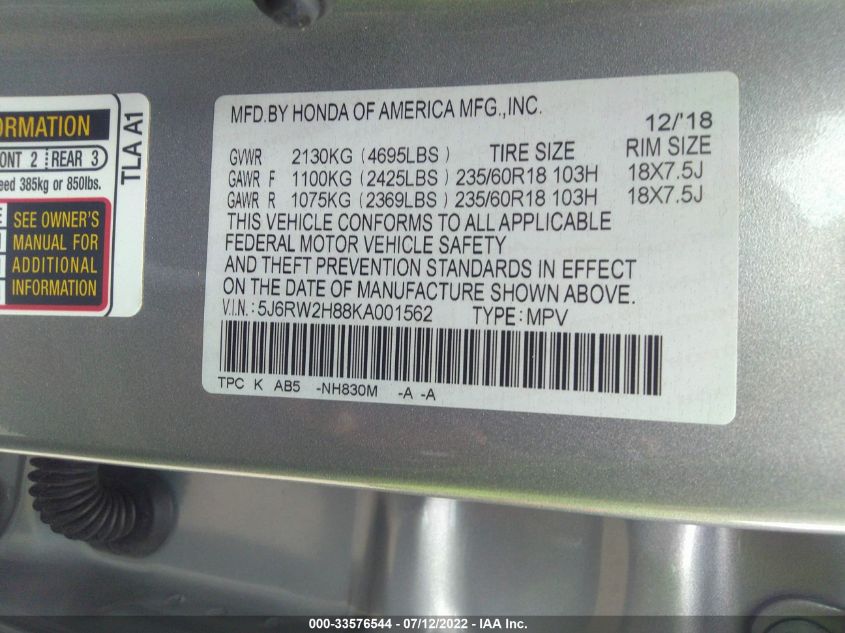 ORMATION
ONT 2 REAR 3
eed 385kg or 850lbs.
SEE OWNER'S
MANUAL FOR
ADDITIONAL
INFORMATION
TLA A1
MFD.BY HONDA OF AMERICA MFG.,INC.
12/'18
GVWR 2130KG (4695LBS) TIRE SIZE RIM SIZE
GAWR F 1100KG (2425LBS) 235/60R18 103H 18X7.5J
GAWR R 1075KG (2369LBS) 235/60R18 103H 18X7.5J
THIS VEHICLE CONFORMS TO ALL APPLICABLE
FEDERAL MOTOR VEHICLE SAFETY
AND THEFT PREVENTION STANDARDS IN EFFECT
ON THE DATE OF MANUFACTURE SHOWN ABOVE.
V.I.N.: 5J6RW2H88KA001562 TYPE: MPV
TPC K AB5 -NH830M -A -A
000-33576544 - 07/12/2022 - IAA Inc.